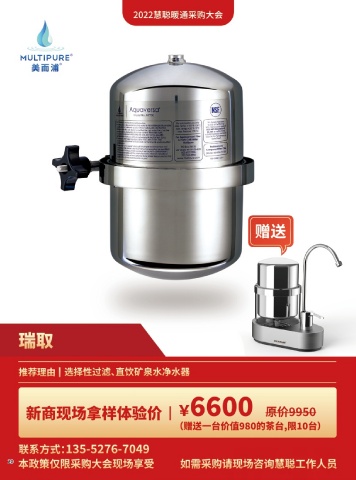 2022慧聪暖通采购大会
MULTIPURE®
美而浦®
Aquaversa®
NSF
赠送
瑞取
推荐理由 | 选择性过滤、直饮矿泉水净水器
新商现场拿样体验价 | ¥6600 原价9950
(赠送一台价值980的茶台,限10台)
联系方式: 135-5276-7049
本政策仅限采购大会现场享受 如需采购请现场咨询慧聪工作人员